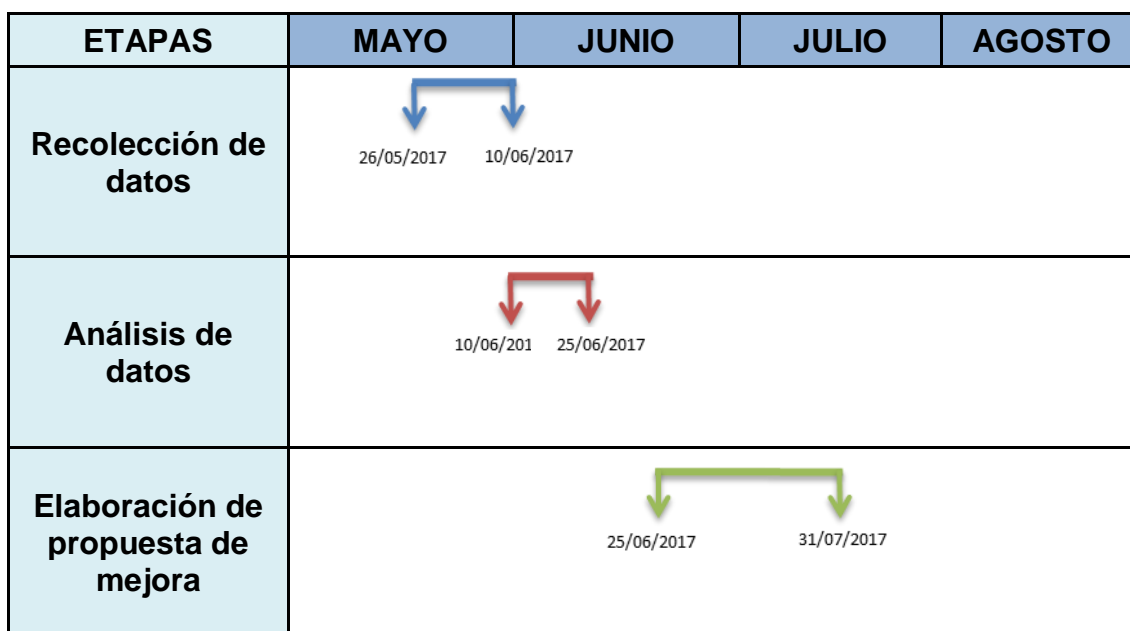 ETAPAS MAYO JUNIO JULIO AGOSTO
Recolección de
datos
26/05/2017 10/06/2017
Análisis de
datos
10/06/201 25/06/2017
Elaboración de
propuesta de
mejora
25/06/2017 31/07/2017